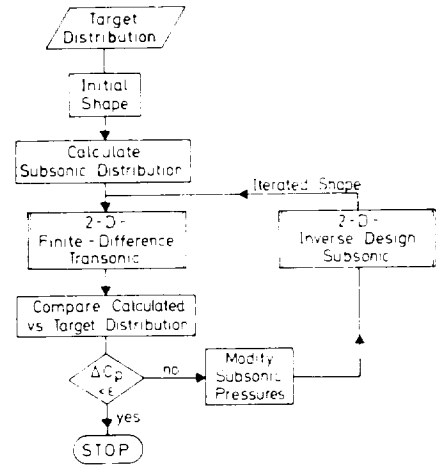 Target
Distribution
Initial
Shape
Calculate
Subsonic Distribution
Iterated Shape
2-D-
Finite-Difference
Transonic
2-D-
Inverse Design
Subsonic
Compare Calculated
vs Target Distribution
ΔCp
<ε
no
Modify
Subsonic
Pressures
yes
STOP